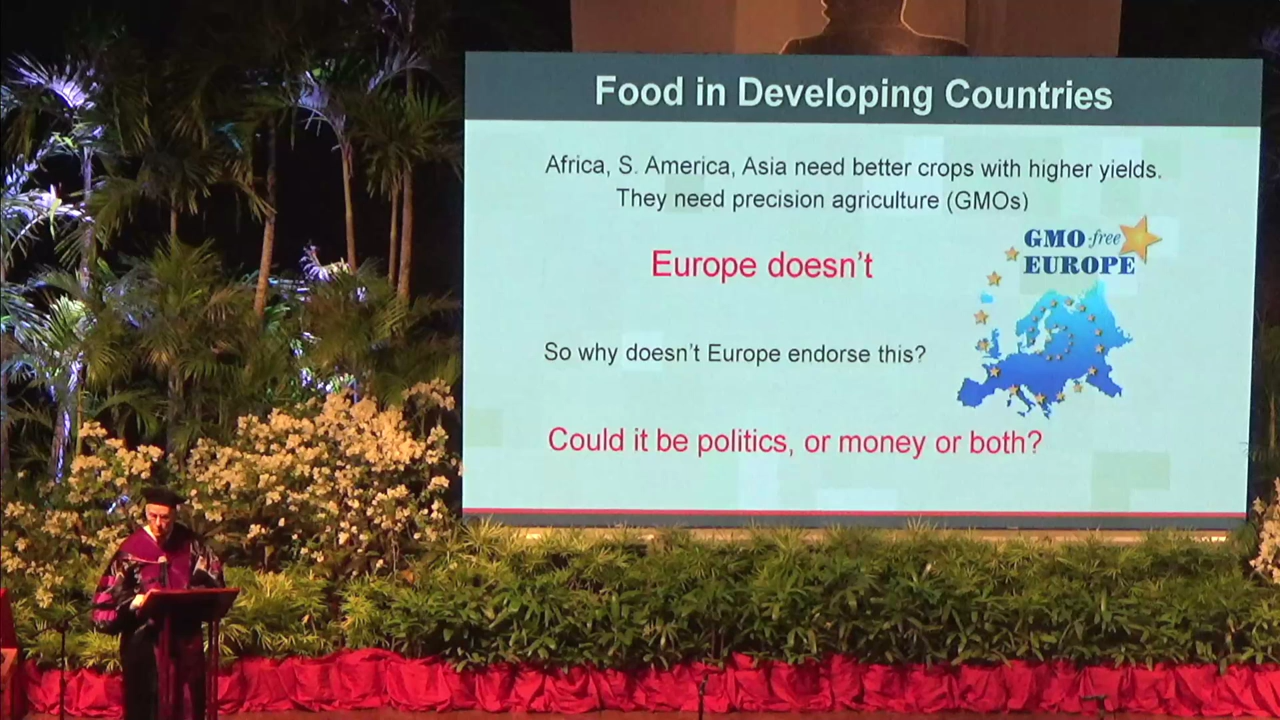 Food in Developing Countries
Africa, S. America, Asia need better crops with higher yields.
They need precision agriculture (GMOs)
GMO-free
EUROPE
Europe doesn't
So why doesn't Europe endorse this?
Could it be politics, or money or both?